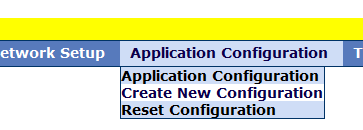 etwork Setup Application Configuration T
Application Configuration
Create New Configuration
Reset Configuration